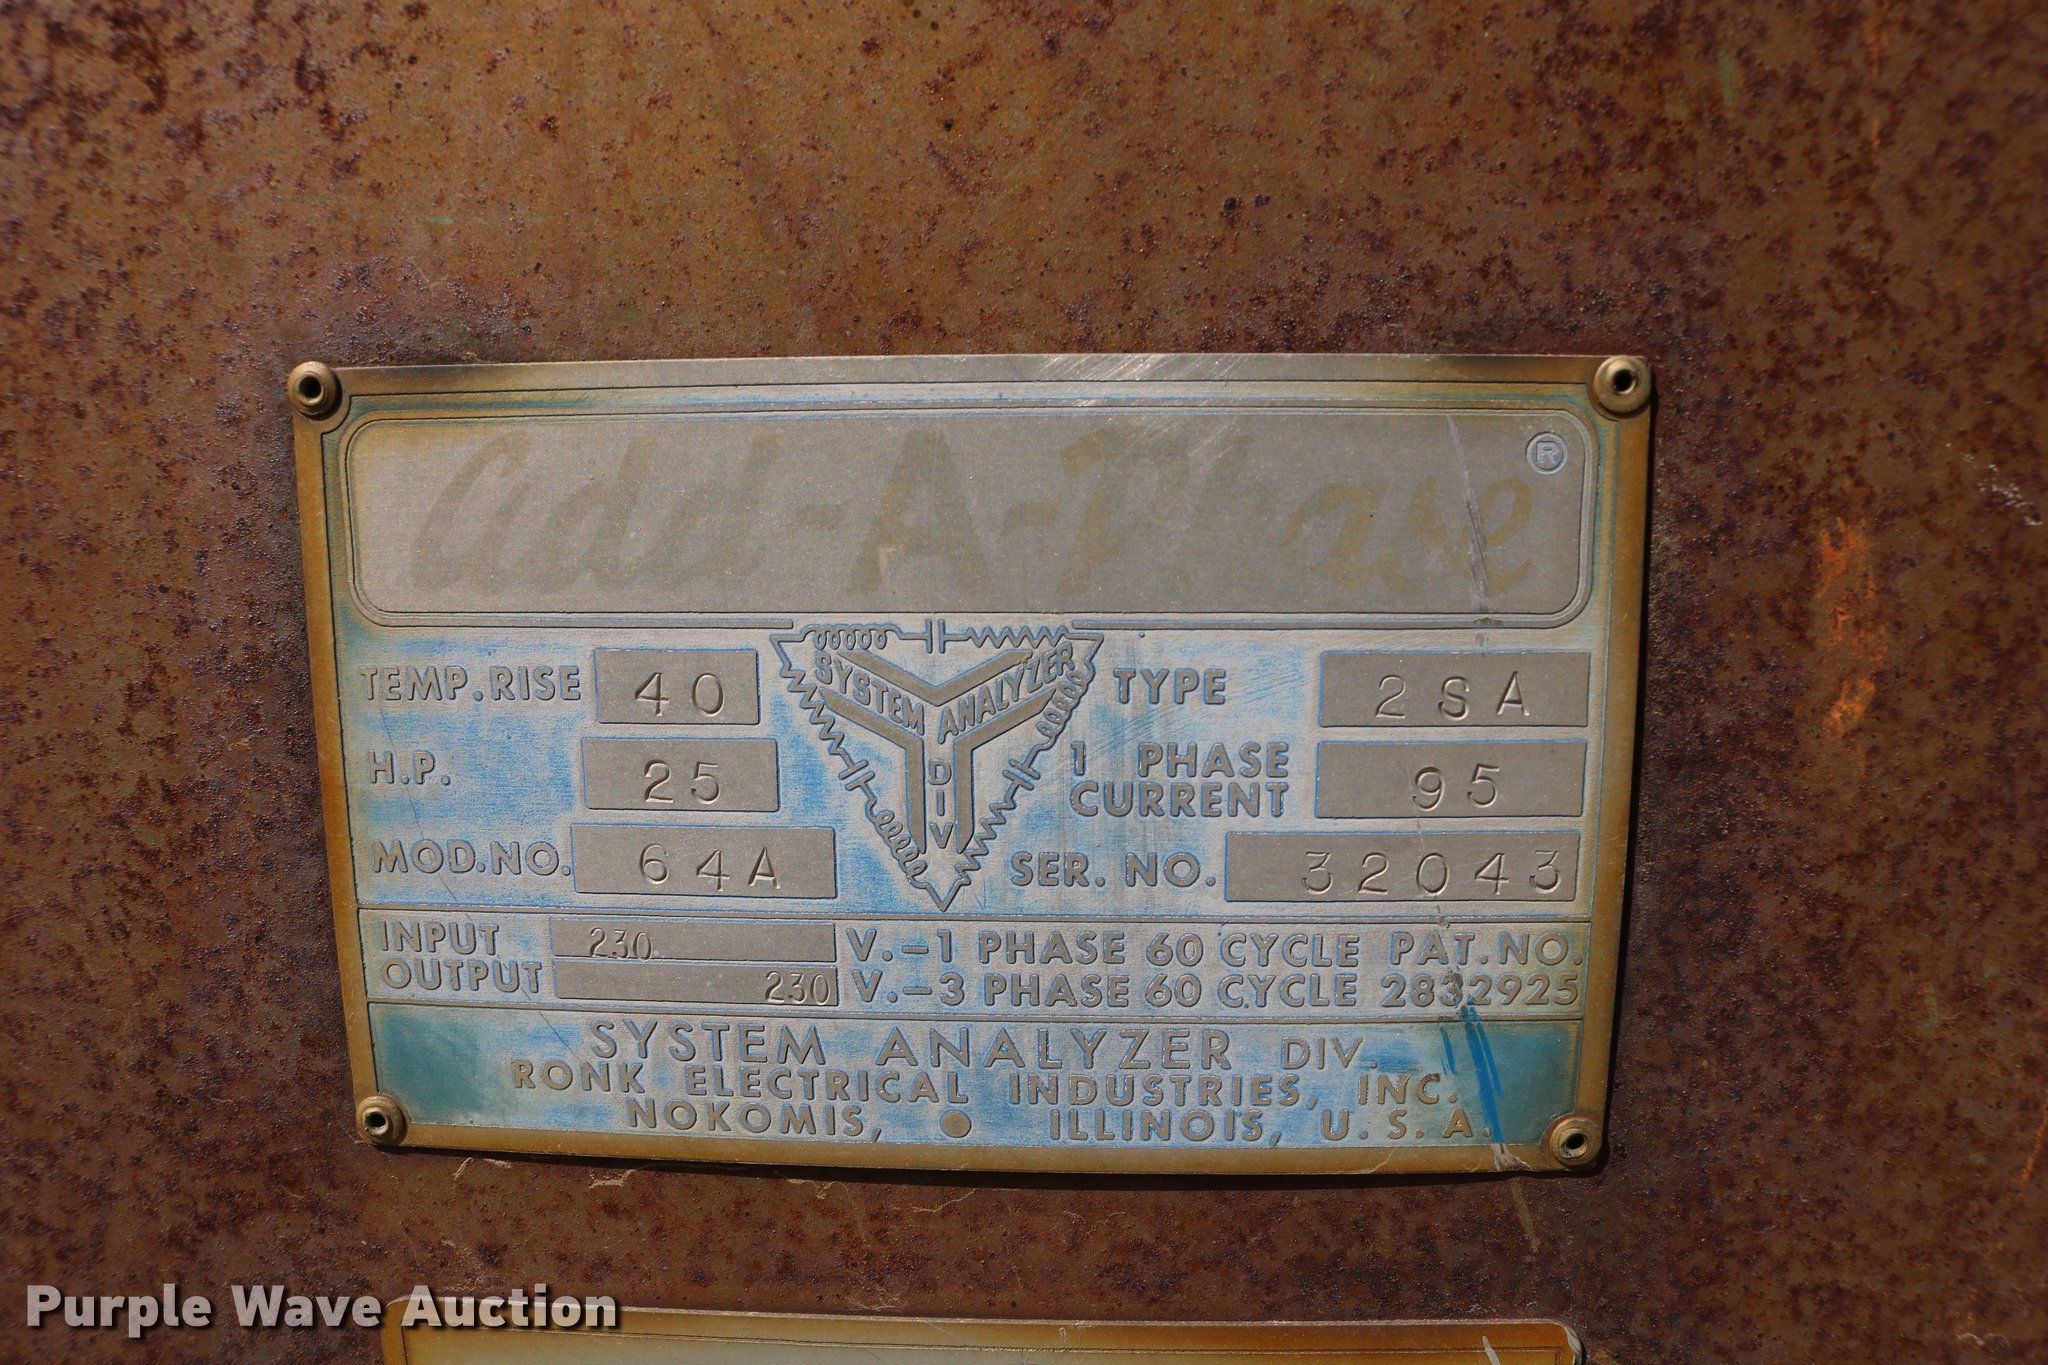 Add-A-Phase ®
TEMP. RISE 40
TYPE 2SA
H.P. 25
1 PHASE
CURRENT 95
MOD. NO. 64A
SER. NO. 32043
SYSTEM ANALYZER
DIV
INPUT 230 V.-1 PHASE 60 CYCLE PAT. NO.
OUTPUT 230 V.-3 PHASE 60 CYCLE 2832925
SYSTEM ANALYZER DIV.
RONK ELECTRICAL INDUSTRIES, INC.
NOKOMIS, ● ILLINOIS, U.S.A.
Purple Wave Auction